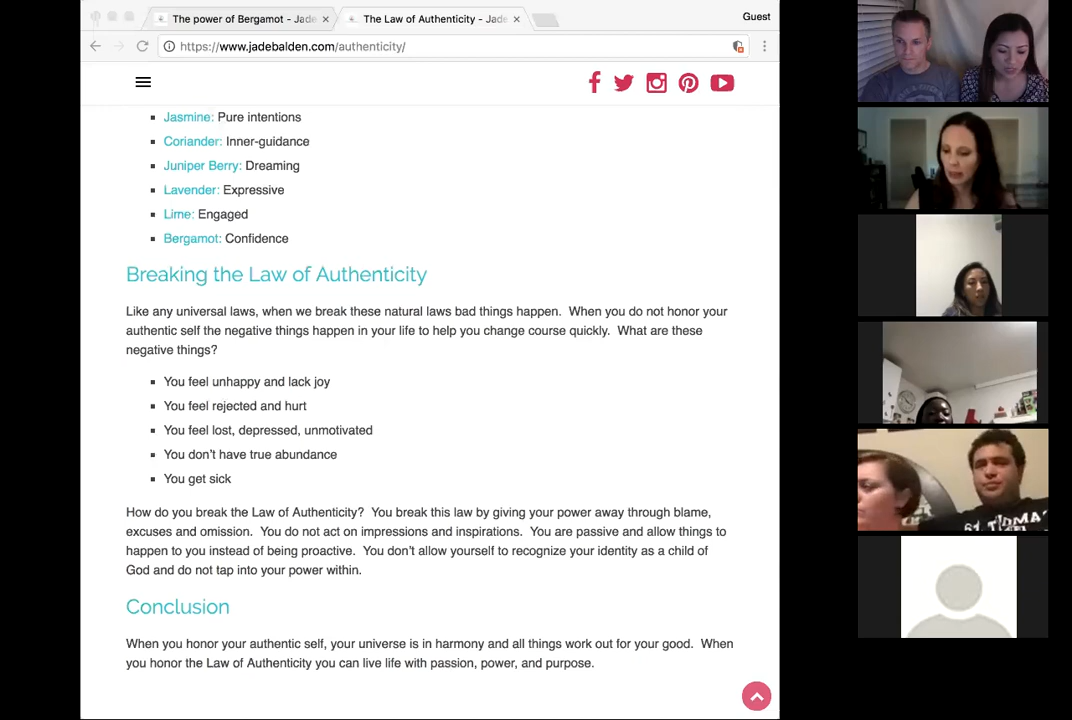 The power of Bergamot - Jade
The Law of Authenticity - Jade
Guest
https://www.jadebalden.com/authenticity/
Jasmine: Pure intentions
Coriander: Inner-guidance
Juniper Berry: Dreaming
Lavender: Expressive
Lime: Engaged
Bergamot: Confidence
Breaking the Law of Authenticity
Like any universal laws, when we break these natural laws bad things happen.  When you do not honor your
authentic self the negative things happen in your life to help you change course quickly.  What are these
negative things?
You feel unhappy and lack joy
You feel rejected and hurt
You feel lost, depressed, unmotivated
You don't have true abundance
You get sick
How do you break the Law of Authenticity?  You break this law by giving your power away through blame,
excuses and omission.  You do not act on impressions and inspirations.  You are passive and allow things to
happen to you instead of being proactive.  You don't allow yourself to recognize your identity as a child of
God and do not tap into your power within.
Conclusion
When you honor your authentic self, your universe is in harmony and all things work out for your good.  When
you honor the Law of Authenticity you can live life with passion, power, and purpose.
ST. THOMA